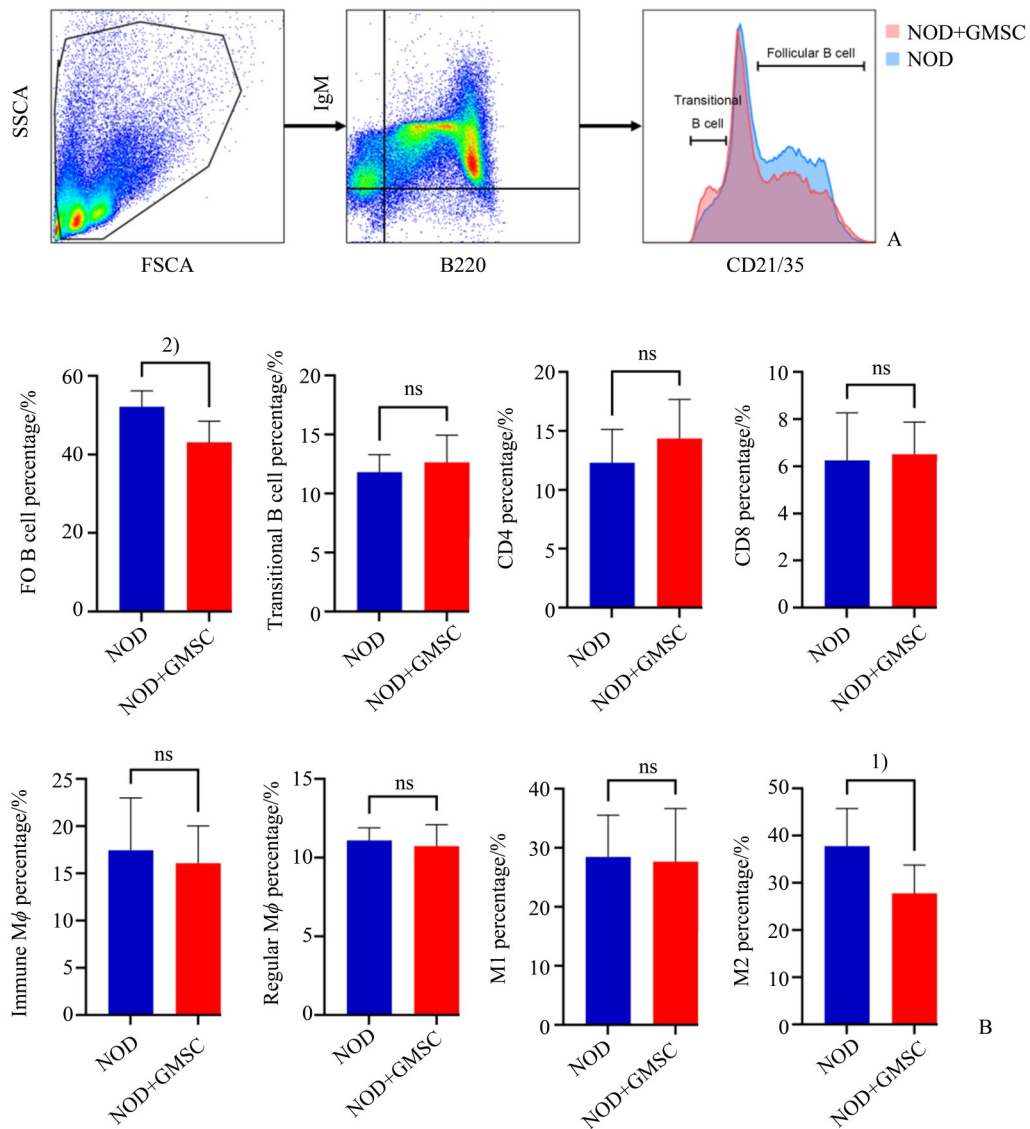 SSCA
FSCA
IgM
B220
Follicular B cell
Transitional
B cell
CD21/35
NOD+GMSC
NOD
A
FO B cell percentage/%
60
40
20
0
2)
NOD
NOD+GMSC
Transitional B cell percentage/%
20
15
10
5
0
ns
NOD
NOD+GMSC
CD4 percentage/%
20
15
10
5
0
ns
NOD
NOD+GMSC
CD8 percentage/%
10
8
6
4
2
0
ns
NOD
NOD+GMSC
Immune Mϕ percentage/%
25
20
15
10
5
0
ns
NOD
NOD+GMSC
Regular Mϕ percentage/%
15
10
5
0
ns
NOD
NOD+GMSC
M1 percentage/%
40
30
20
10
0
ns
NOD
NOD+GMSC
M2 percentage/%
50
40
30
20
10
0
1)
NOD
NOD+GMSC
B